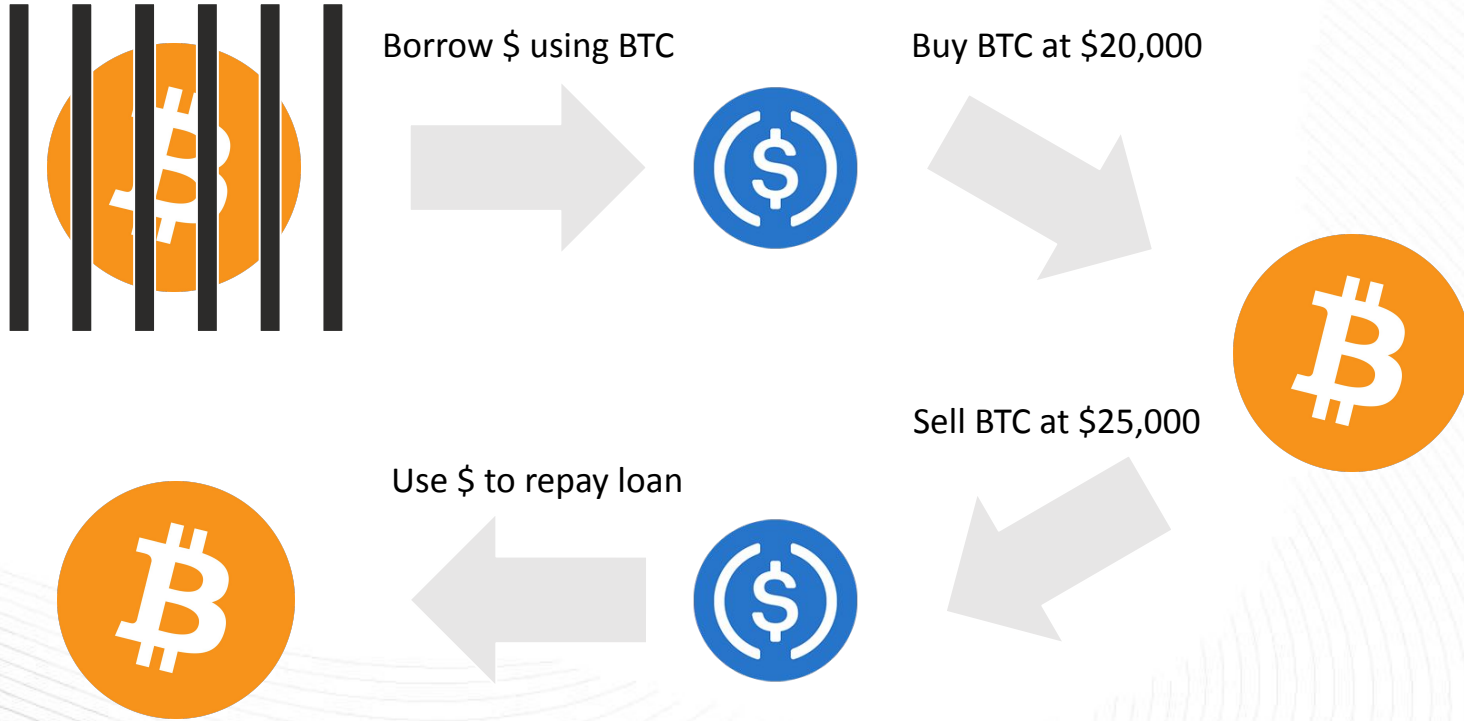 Borrow $ using BTC
Buy BTC at $20,000
Sell BTC at $25,000
Use $ to repay loan